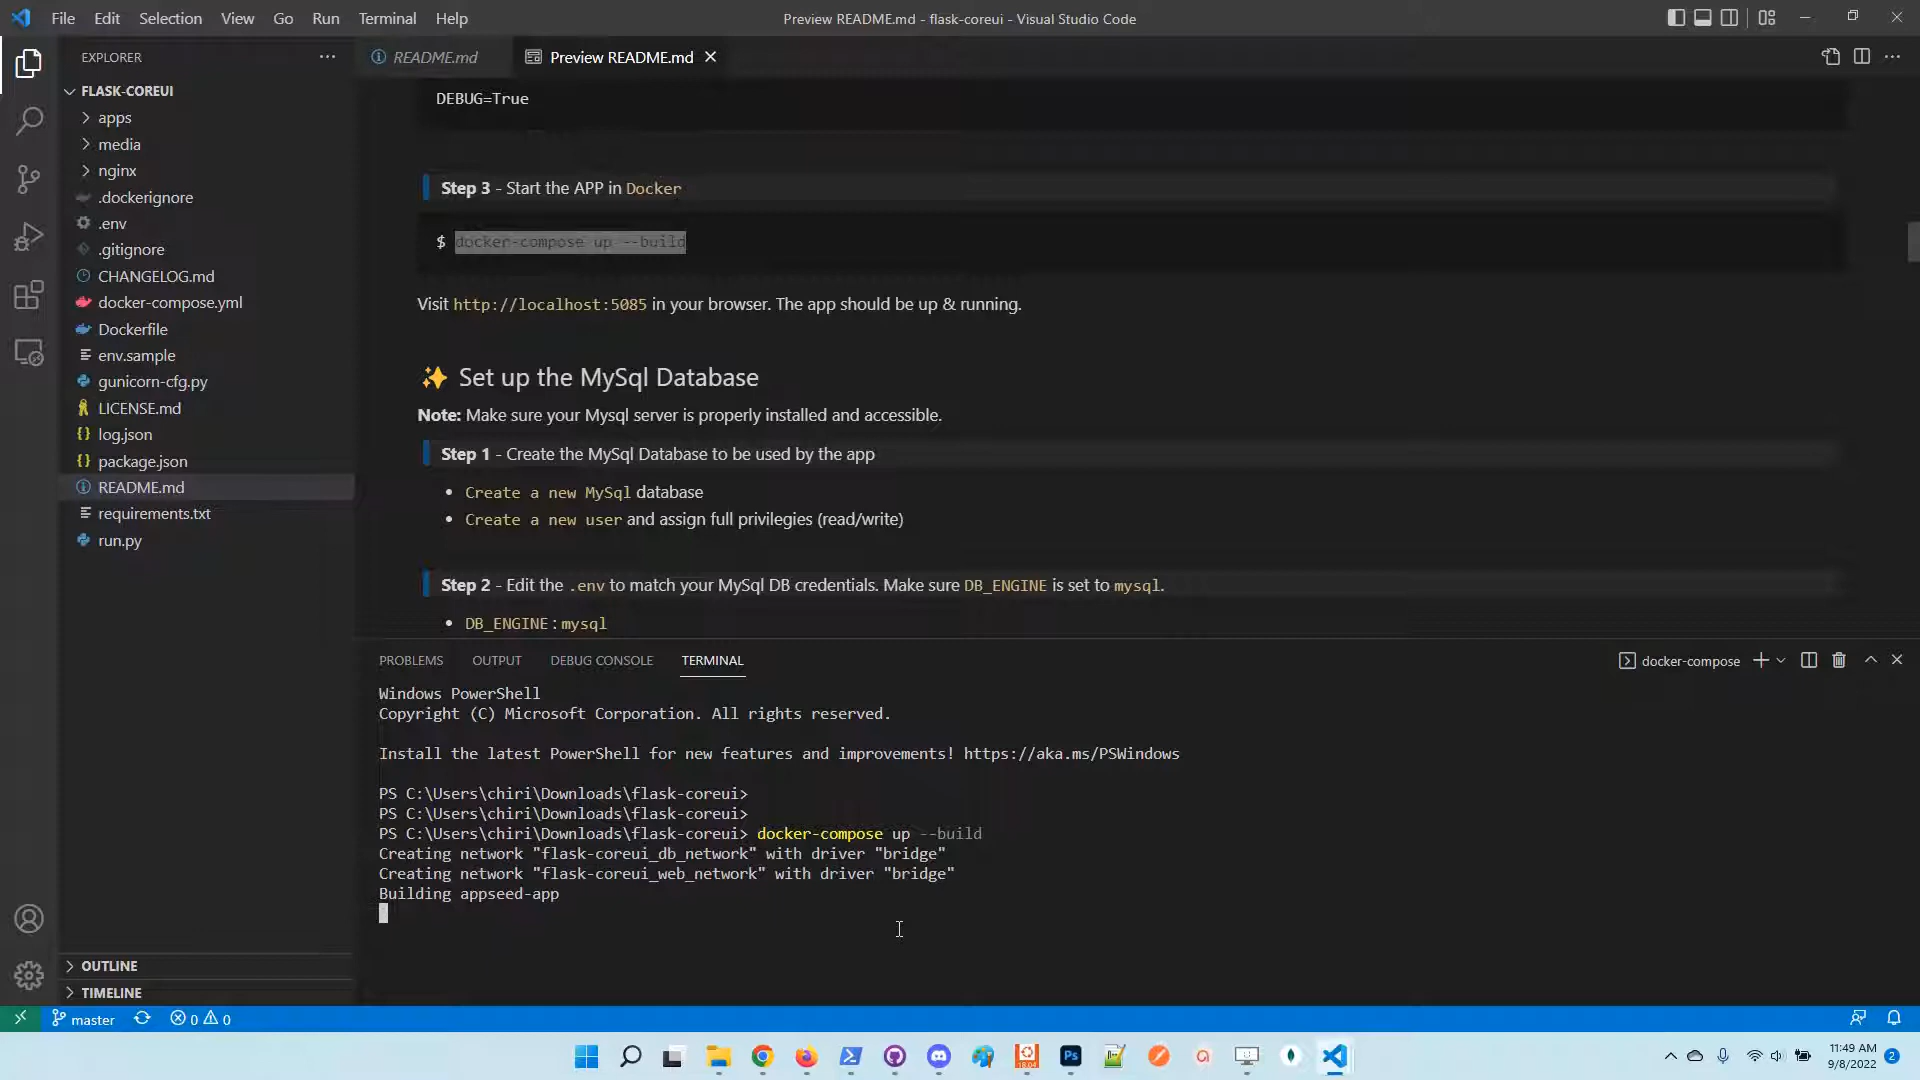 File Edit Selection View Go Run Terminal Help
Preview README.md - flask-coreui - Visual Studio Code
EXPLORER
README.md
Preview README.md
FLASK-COREUI
apps
media
nginx
.dockerignore
.env
.gitignore
CHANGELOG.md
docker-compose.yml
Dockerfile
env.sample
gunicorn-cfg.py
LICENSE.md
log.json
package.json
README.md
requirements.txt
run.py
OUTLINE
TIMELINE
DEBUG=True
Step 3 - Start the APP in Docker
$ docker-compose up --build
Visit http://localhost:5085 in your browser. The app should be up & running.
✨ Set up the MySql Database
Note: Make sure your Mysql server is properly installed and accessible.
Step 1 - Create the MySql Database to be used by the app
• Create a new MySql database
• Create a new user and assign full privilegies (read/write)
Step 2 - Edit the .env to match your MySql DB credentials. Make sure DB_ENGINE is set to mysql.
• DB_ENGINE : mysql
PROBLEMS OUTPUT DEBUG CONSOLE TERMINAL
docker-compose
Windows PowerShell
Copyright (C) Microsoft Corporation. All rights reserved.
Install the latest PowerShell for new features and improvements! https://aka.ms/PSWindows
PS C:\Users\chiri\Downloads\flask-coreui>
PS C:\Users\chiri\Downloads\flask-coreui>
PS C:\Users\chiri\Downloads\flask-coreui> docker-compose up --build
Creating network "flask-coreui_db_network" with driver "bridge"
Creating network "flask-coreui_web_network" with driver "bridge"
Building appseed-app
master 0 0
Ps
18.04
11:49 AM
9/8/2022
2